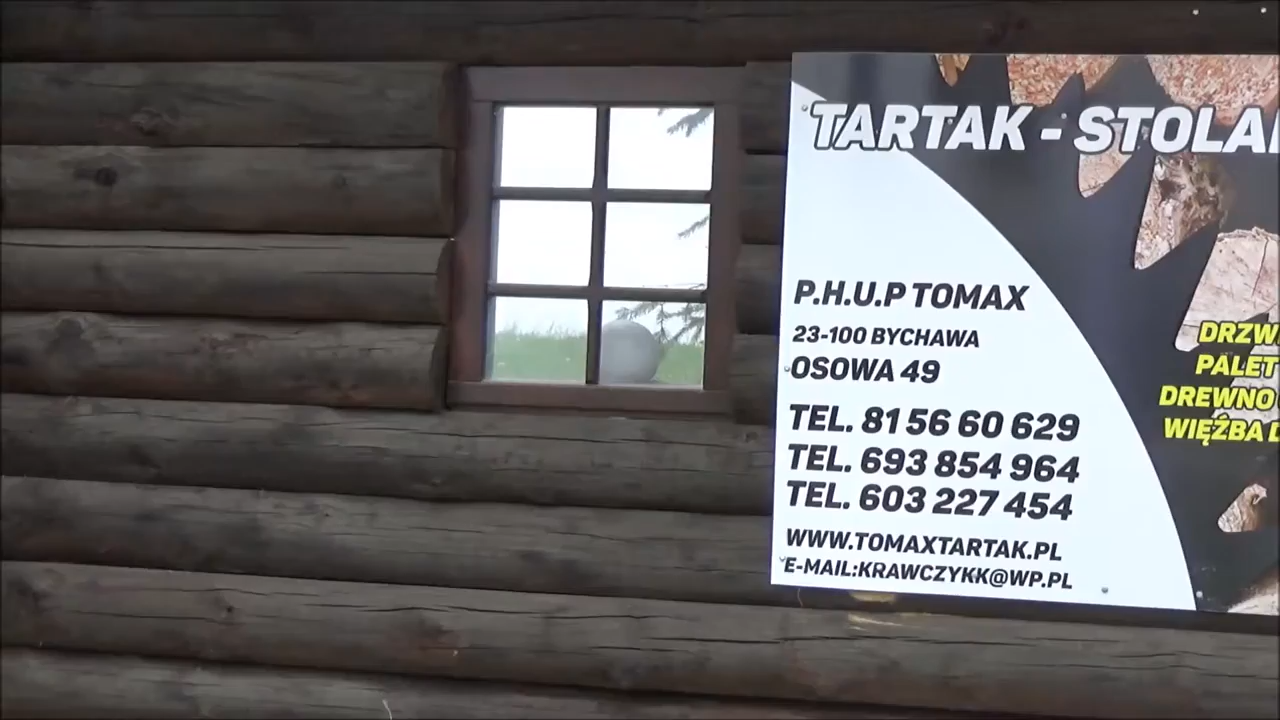 TARTAK - STOLA
P.H.U.P TOMAX
23-100 BYCHAWA
OSOWA 49
TEL. 81 56 60 629
TEL. 693 854 964
TEL. 603 227 454
WWW.TOMAXTARTAK.PL
E-MAIL:KRAWCZYKK@WP.PL
DRZW
PALET
DREWNO
WIĘŹBA D